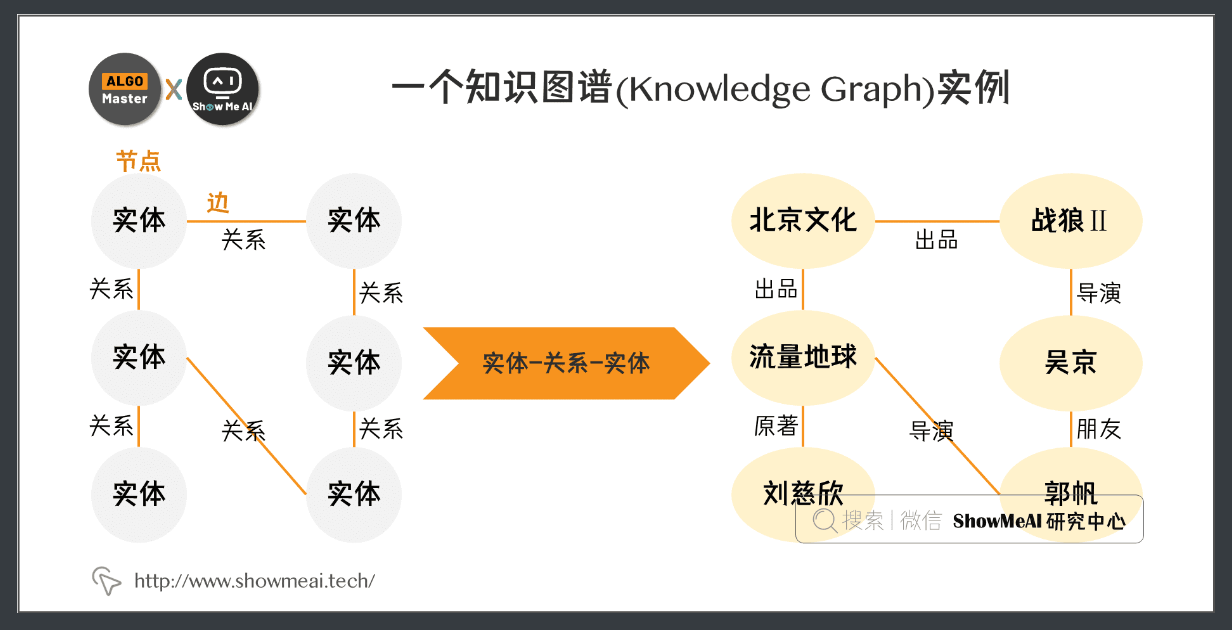 ALGO
Master
Show Me AI
一个知识图谱(Knowledge Graph)实例
节点
实体
边
关系
实体
关系
关系
实体
关系
实体
关系
关系
实体
实体
实体-关系-实体
北京文化
出品
战狼Ⅱ
出品
导演
流量地球
吴京
原著
导演
朋友
刘慈欣
郭帆
搜索|微信 ShowMeAI 研究中心
http://www.showmeai.tech/